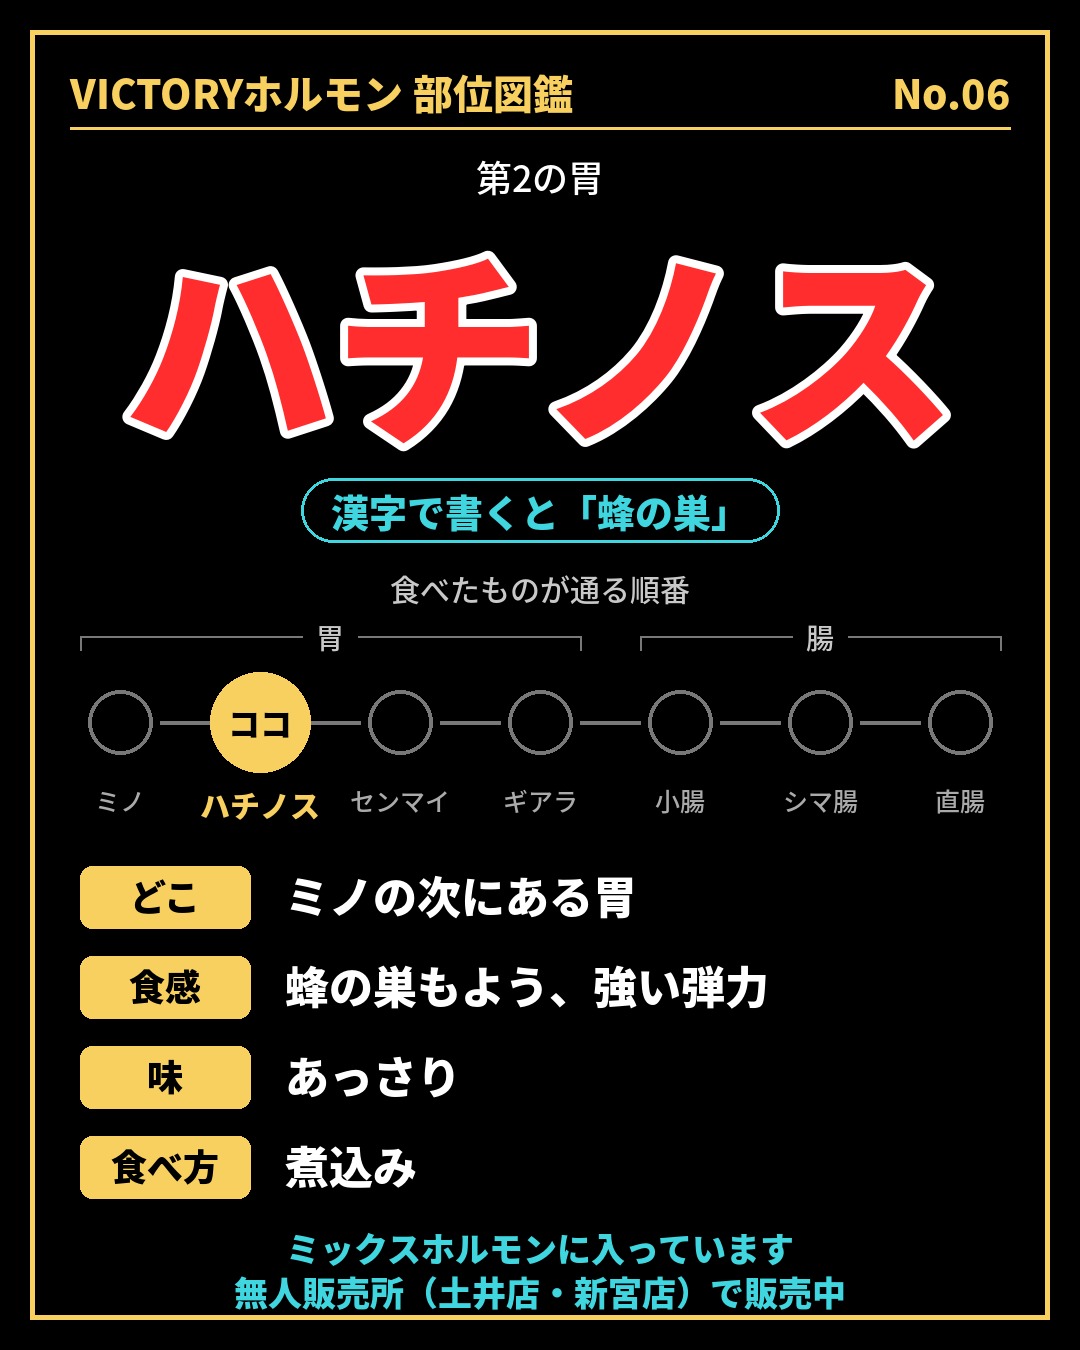 VICTORYホルモン 部位図鑑 No.06
第2の胃
ハチノス
漢字で書くと「蜂の巣」
食べたものが通る順番
胃 腸
ココ
ミノ ハチノス センマイ ギアラ 小腸 シマ腸 直腸
どこ ミノの次にある胃
食感 蜂の巣もよう、強い弾力
味 あっさり
食べ方 煮込み
ミックスホルモンに入っています
無人販売所（土井店・新宮店）で販売中